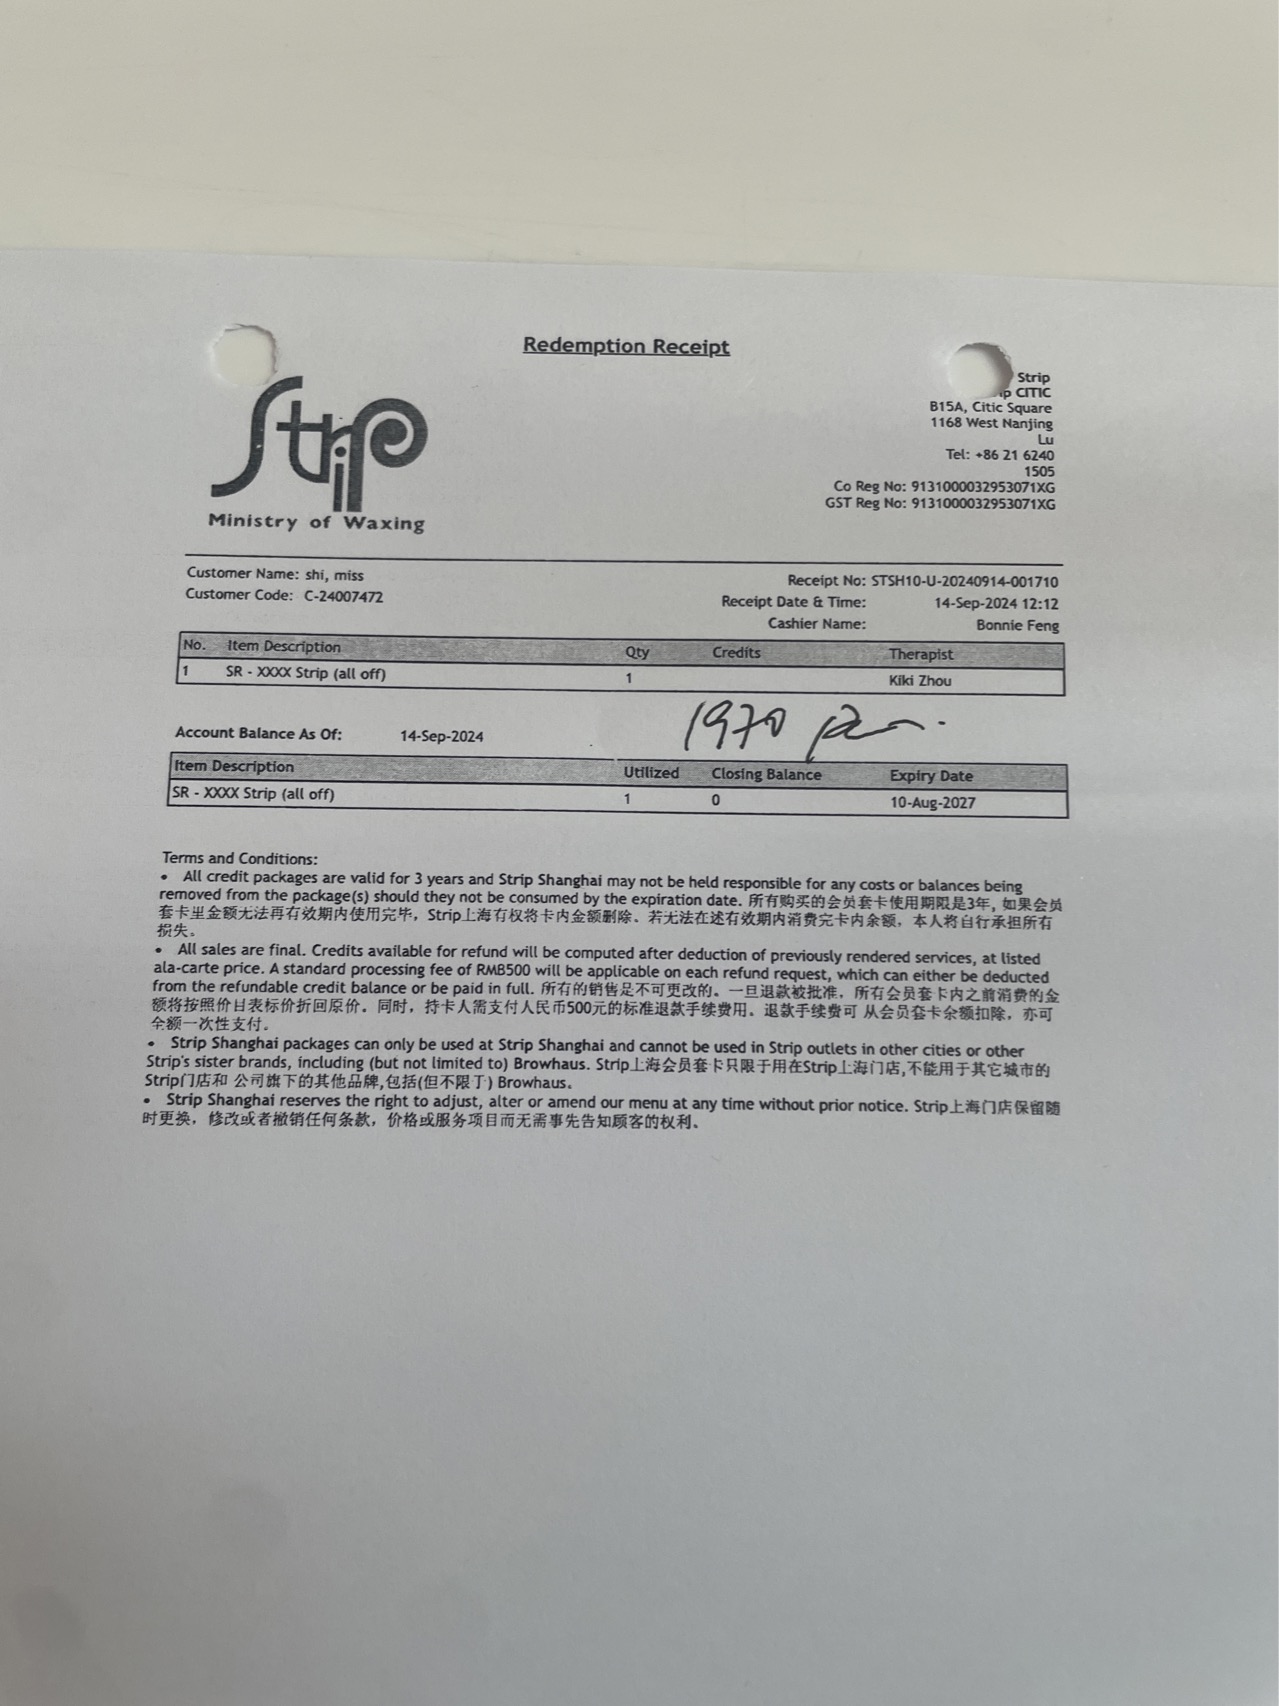 Redemption Receipt
Strip
Ministry of Waxing
Strip
CITIC
B15A, Citic Square
1168 West Nanjing
Lu
Tel: +86 21 6240
1505
Co Reg No: 9131000032953071XG
GST Reg No: 9131000032953071XG
Customer Name: shi, miss
Customer Code: C-24007472
Receipt No: STSH10-U-20240914-001710
Receipt Date & Time: 14-Sep-2024 12:12
Cashier Name: Bonnie Feng
No. Item Description Qty Credits Therapist
1 SR - XXXX Strip (all off) 1 Kiki Zhou
1970
Account Balance As Of: 14-Sep-2024
Item Description Utilized Closing Balance Expiry Date
SR - XXXX Strip (all off) 1 0 10-Aug-2027
Terms and Conditions:
• All credit packages are valid for 3 years and Strip Shanghai may not be held responsible for any costs or balances being
removed from the package(s) should they not be consumed by the expiration date. 所有购买的会员套卡使用期限是3年, 如果会员
套卡里金额无法再有效期内使用完毕，Strip上海有权将卡内金额删除、若无法在述有效期内消费完卡内余额，本人将自行承担所有
损失。
• All sales are final. Credits available for refund will be computed after deduction of previously rendered services, at listed
ala-carte price. A standard processing fee of RMB500 will be applicable on each refund request, which can either be deducted
from the refundable credit balance or be paid in full. 所有的销售是不可更改的。一旦退款被批准，所有会员套卡内之前消费的金
额将按照价目表标价折回原价。同时，持卡人需支付人民币500元的标准退款手续费用。退款手续费可 从会员套卡余额扣除，亦可
全额一次性支付。
• Strip Shanghai packages can only be used at Strip Shanghai and cannot be used in Strip outlets in other cities or other
Strip's sister brands, including (but not limited to) Browhaus. Strip上海会员套卡只限于用在Strip上海门店,不能用于其它城市的
Strip门店和 公司旗下的其他品牌,包括(但不限于) Browhaus。
• Strip Shanghai reserves the right to adjust, alter or amend our menu at any time without prior notice. Strip上海门店保留随
时更换，修改或者撤销任何条款，价格或服务项目而无需事先告知顾客的权利、